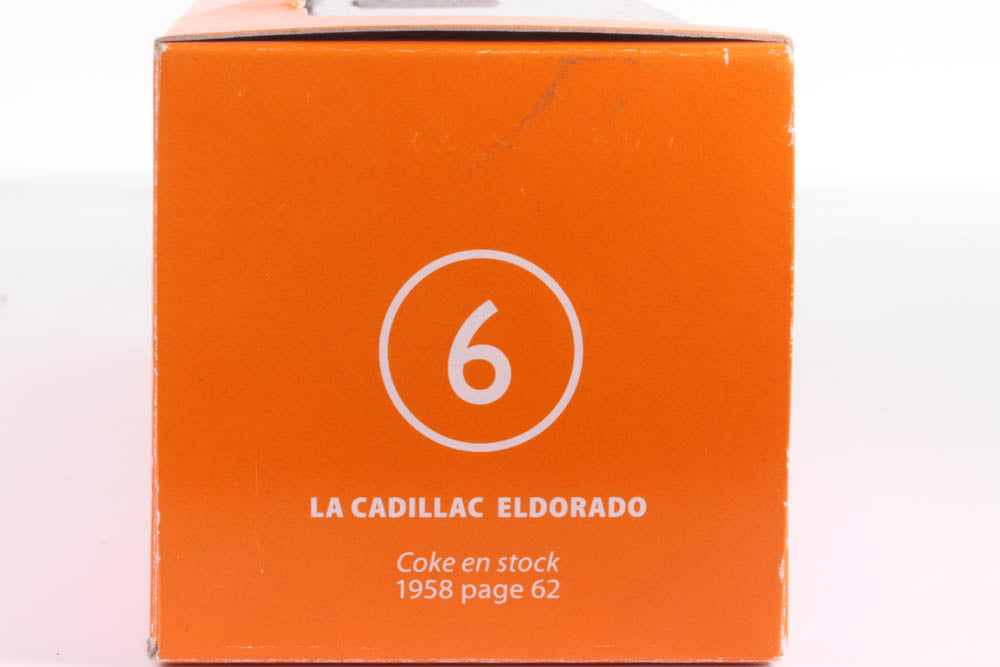 6
LA CADILLAC ELDORADO
Coke en stock
1958 page 62